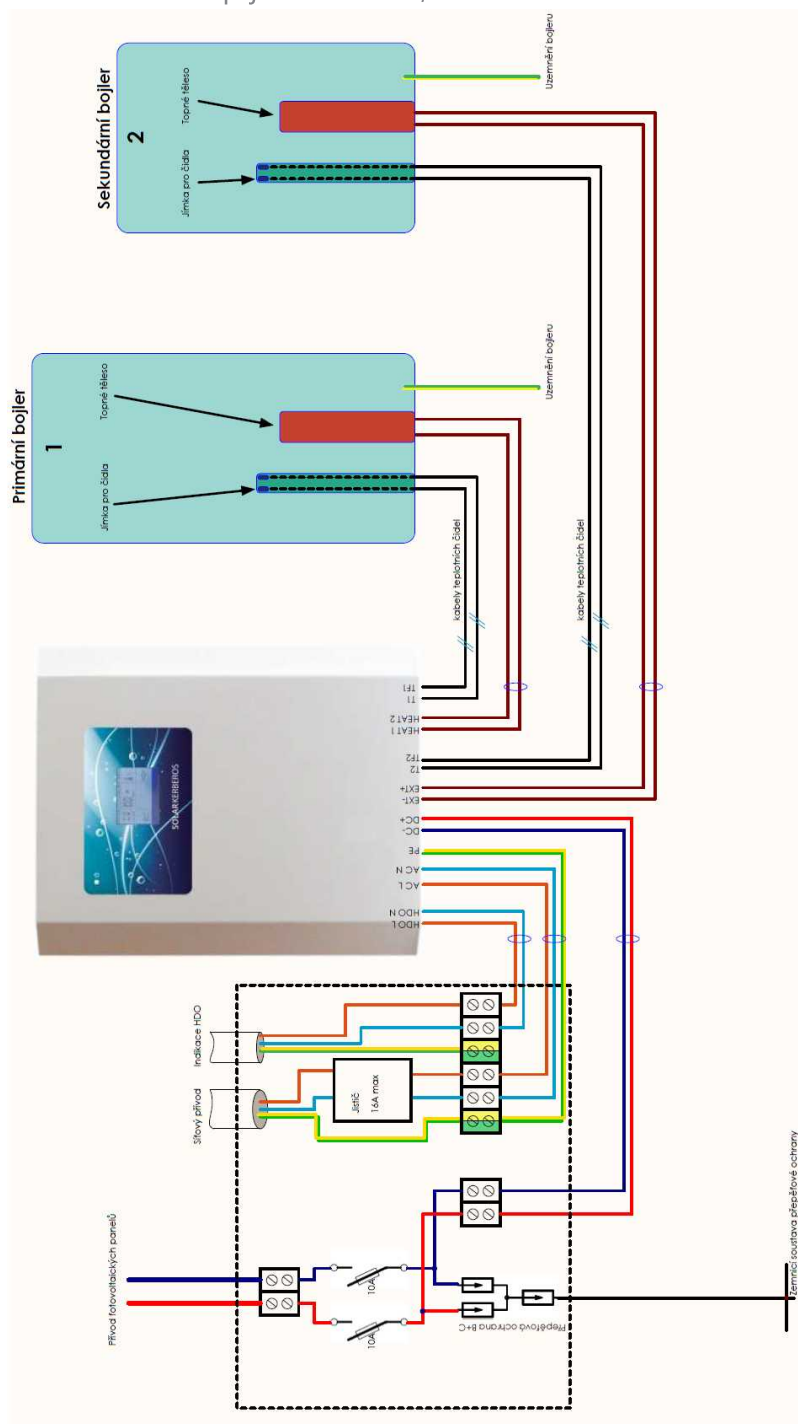 Primární bojler
1
Jímka pro čidla
Topné těleso
Uzemnění bojleru
Sekundární bojler
2
Jímka pro čidla
Topné těleso
Uzemnění bojleru
kabely teplotních čidel
kabely teplotních čidel
SOLARKERBEROS
HDO L
HDO N
AC L
AC N
PE
DC-
DC+
EXT-
EXT+
T2
TF2
HEAT1
HEAT2
T1
TF1
Přívod fotovoltaických panelů
Síťový přívod
Indikace HDO
Jistič
16A max
10A
10A
Přepěťová ochrana B+C
Zemnící soustava přepěťové ochrany